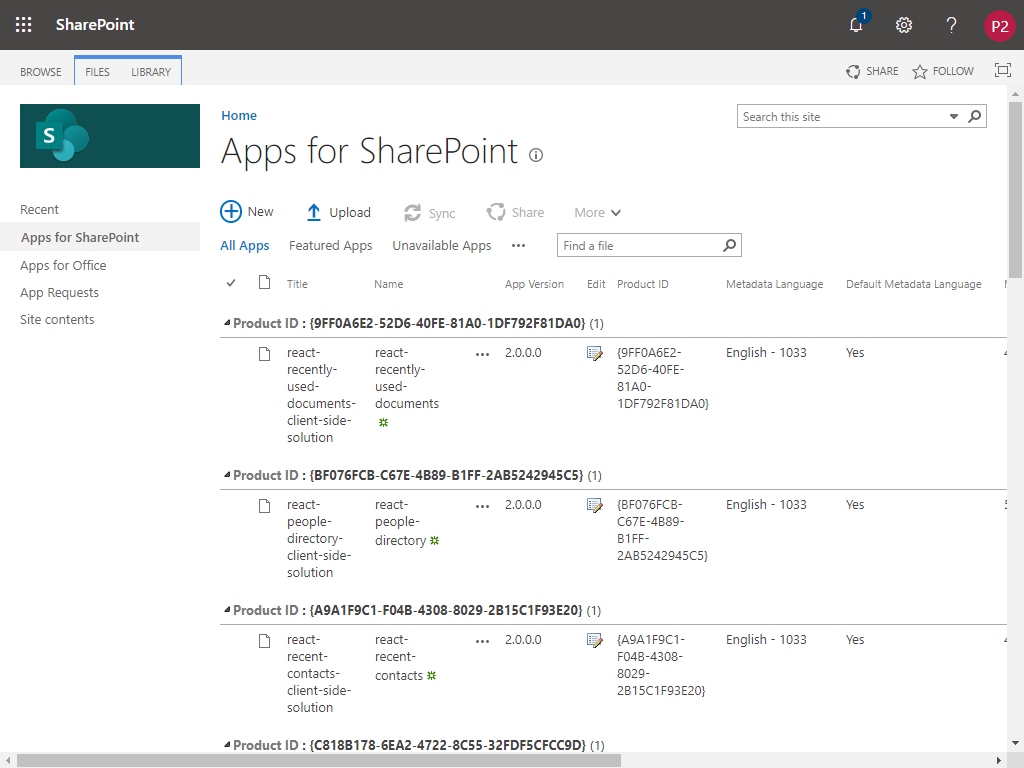 SharePoint
1
P2
BROWSE FILES LIBRARY SHARE FOLLOW
S
Home
Search this site
Apps for SharePoint
Recent
Apps for SharePoint
Apps for Office
App Requests
Site contents
New Upload Sync Share More
All Apps Featured Apps Unavailable Apps ••• Find a file
Title Name App Version Edit Product ID Metadata Language Default Metadata Language
Product ID : {9FF0A6E2-52D6-40FE-81A0-1DF792F81DA0} (1)
react-
recently-
used-
documents-
client-side-
solution
react-
recently-
used-
documents
2.0.0.0
{9FF0A6E2-
52D6-40FE-
81A0-
1DF792F81DA0}
English - 1033
Yes
Product ID : {BF076FCB-C67E-4B89-B1FF-2AB5242945C5} (1)
react-
people-
directory-
client-side-
solution
react-
people-
directory
2.0.0.0
{BF076FCB-
C67E-4B89-
B1FF-
2AB5242945C5}
English - 1033
Yes
Product ID : {A9A1F9C1-F04B-4308-8029-2B15C1F93E20} (1)
react-
recent-
contacts-
client-side-
solution
react-
recent-
contacts
2.0.0.0
{A9A1F9C1-
F04B-4308-
8029-
2B15C1F93E20}
English - 1033
Yes
Product ID : {C818B178-6EA2-4722-8C55-32FDF5CFCC9D} (1)